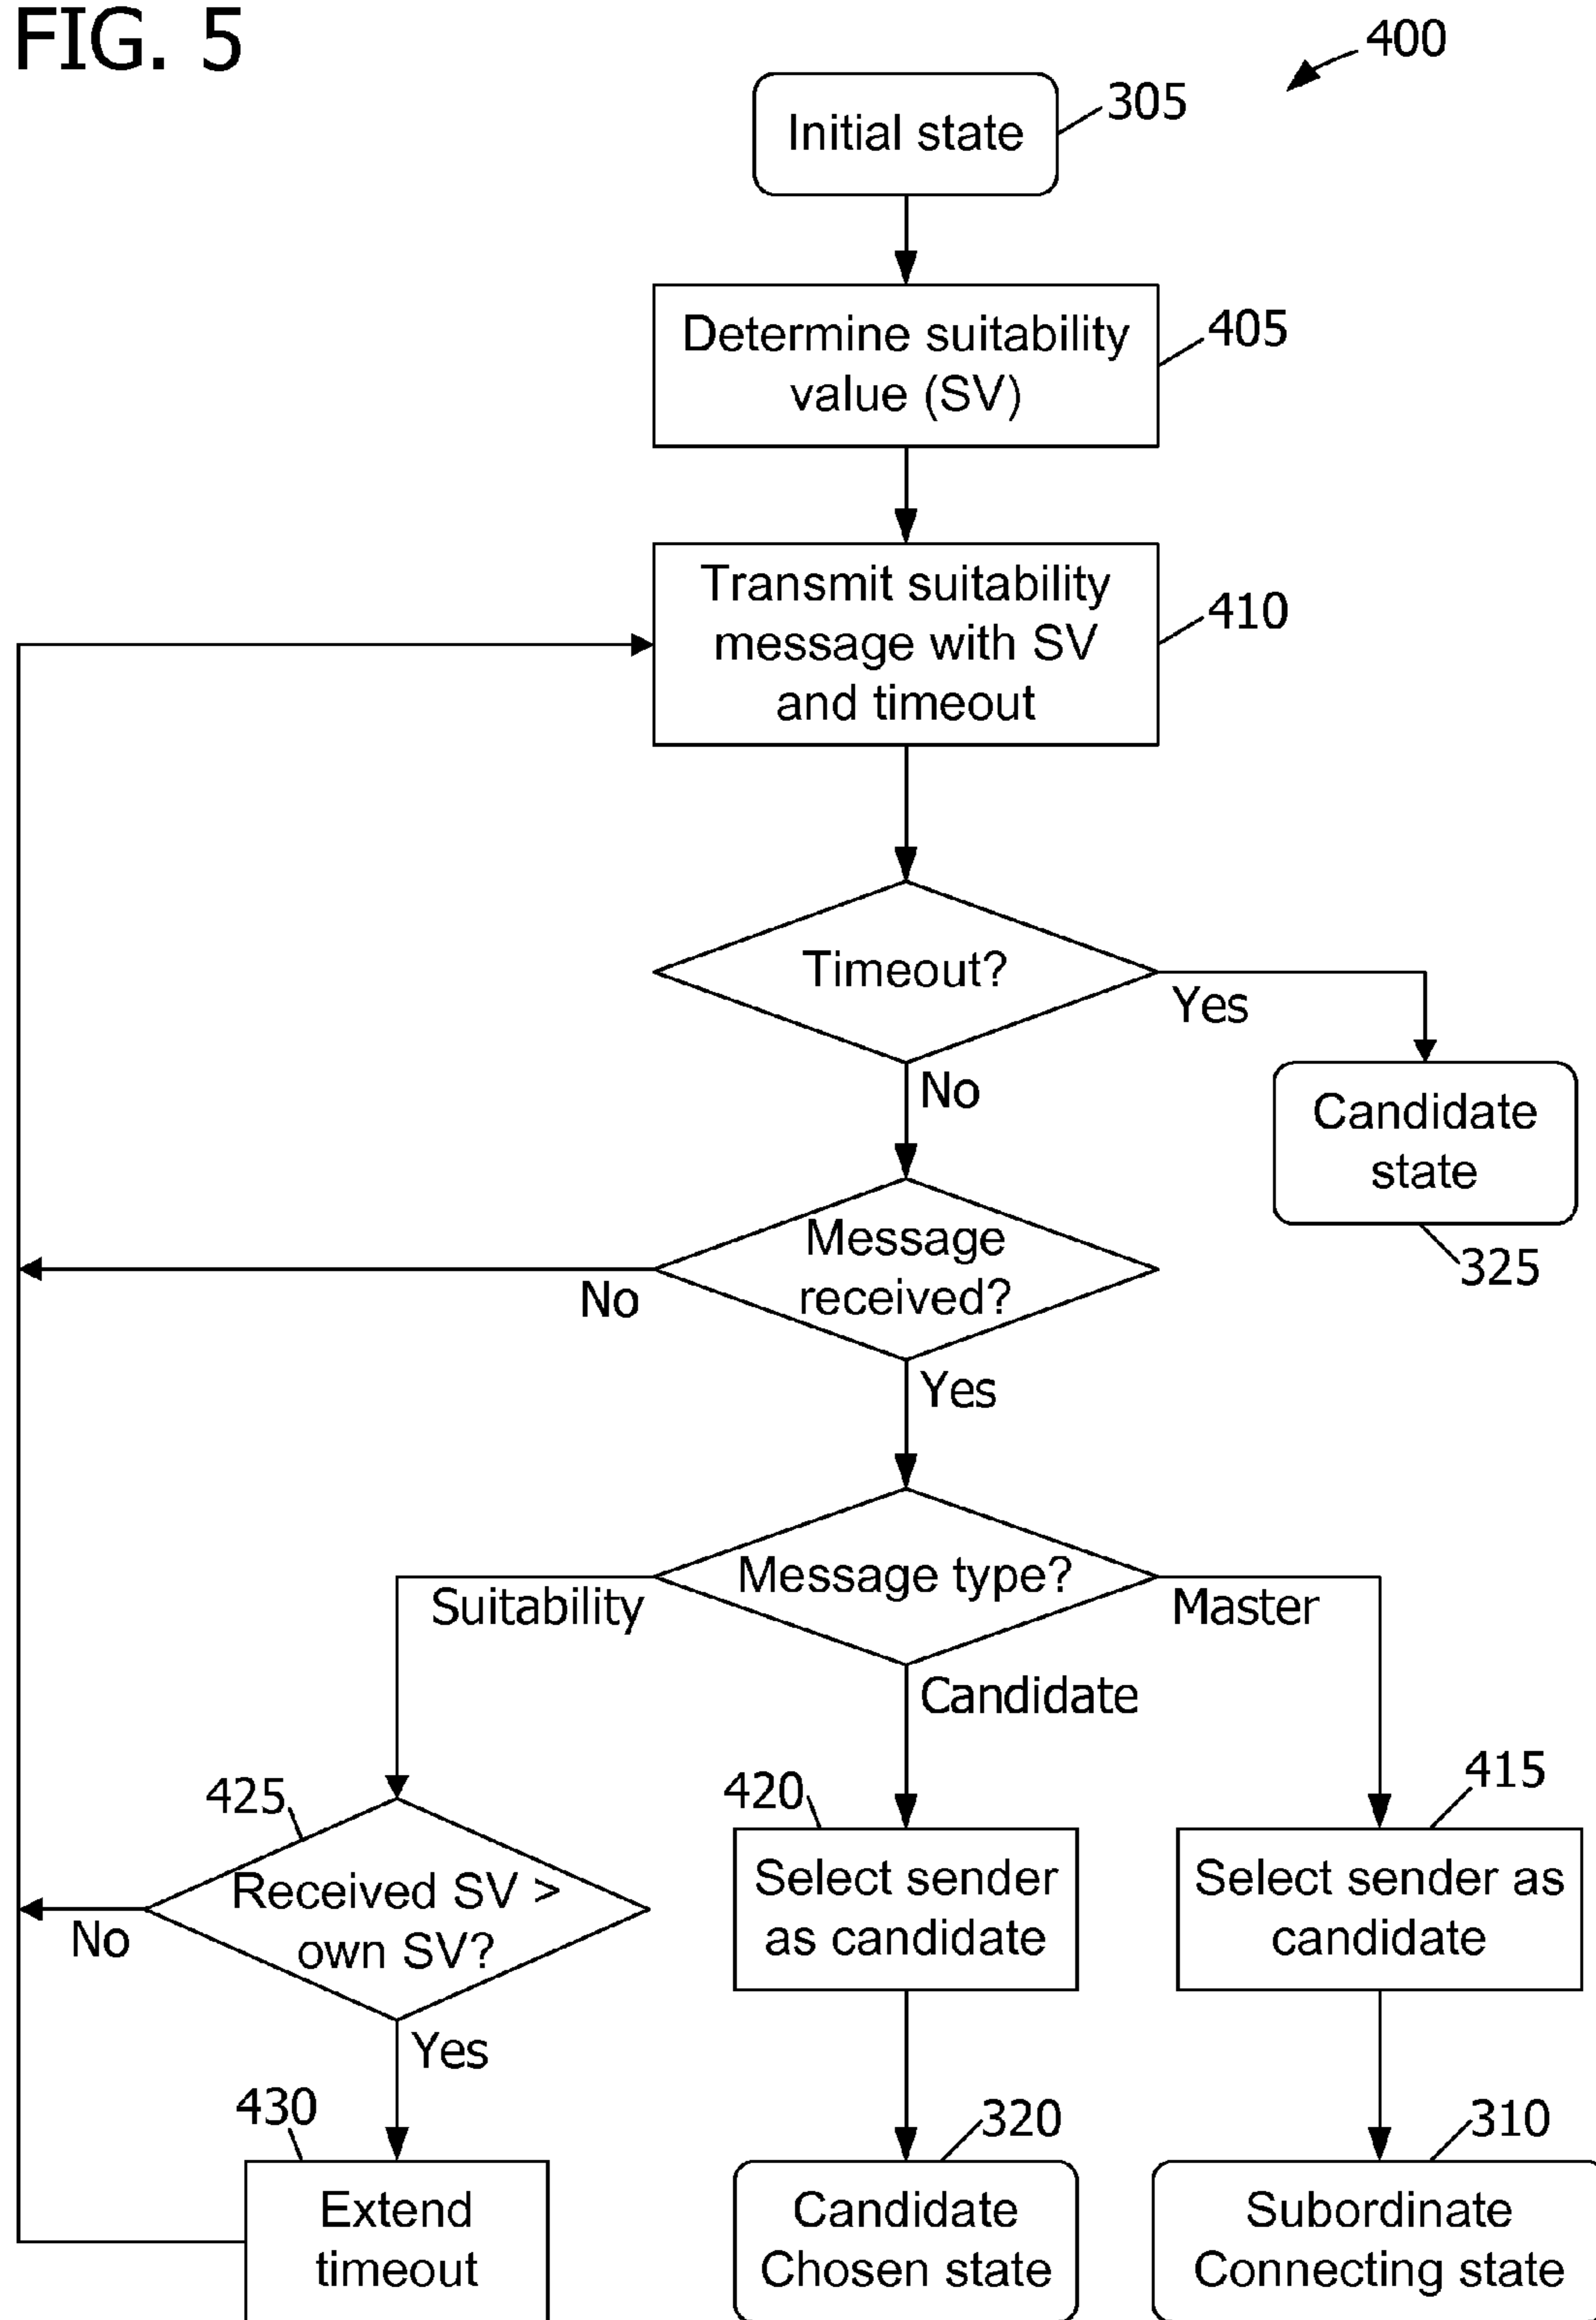 FIG. 5
400
Initial state
305
Determine suitability
value (SV)
405
Transmit suitability
message with SV
and timeout
410
Timeout?
Yes
No
Candidate
state
325
Message
received?
No
Yes
Message type?
Suitability
Master
Candidate
425
Received SV >
own SV?
No
Yes
420
Select sender
as candidate
415
Select sender as
candidate
430
Extend
timeout
320
Candidate
Chosen state
310
Subordinate
Connecting state